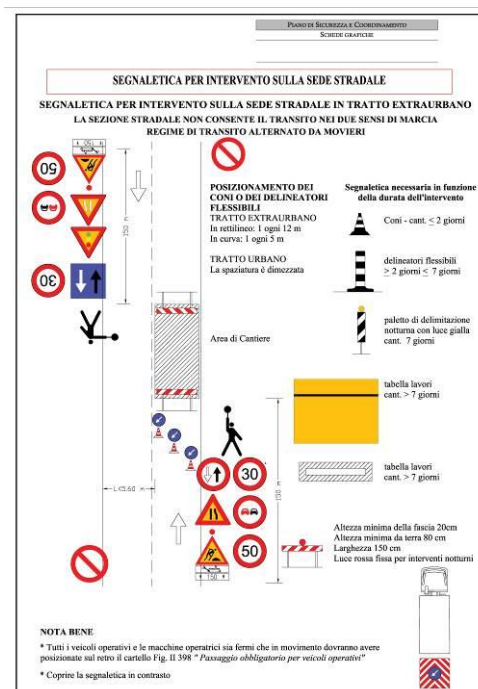 PIANO DI SICUREZZA E COORDINAMENTO
SCHEDE GRAFICHE
SEGNALETICA PER INTERVENTO SULLA SEDE STRADALE
SEGNALETICA PER INTERVENTO SULLA SEDE STRADALE IN TRATTO EXTRAURBANO
LA SEZIONE STRADALE NON CONSENTE IL TRANSITO NEI DUE SENSI DI MARCIA
REGIME DI TRANSITO ALTERNATO DA MOVIERI
150
50
30
150 m
POSIZIONAMENTO DEI
CONI O DEI DELINEATORI
FLESSIBILI
TRATTO EXTRAURBANO
In rettilineo: 1 ogni 12 m
In curva: 1 ogni 5 m
TRATTO URBANO
La spaziatura è dimezzata
Segnaletica necessaria in funzione
della durata dell'intervento
Coni - cant. ≤ 2 giorni
delineatori flessibili
> 2 giorni ≤ 7 giorni
paletto di delimitazione
notturna con luce gialla
cant. 7 giorni
Area di Cantiere
tabella lavori
cant. > 7 giorni
tabella lavori
cant. > 7 giorni
L<5.60 m
30
50
150
150 m
Altezza minima della fascia 20cm
Altezza minima da terra 80 cm
Larghezza 150 cm
Luce rossa fissa per interventi notturni
NOTA BENE
* Tutti i veicoli operativi e le macchine operatrici sia fermi che in movimento dovranno avere
posizionate sul retro il cartello Fig. II 398 " Passaggio obbligatorio per veicoli operativi"
* Coprire la segnaletica in contrasto